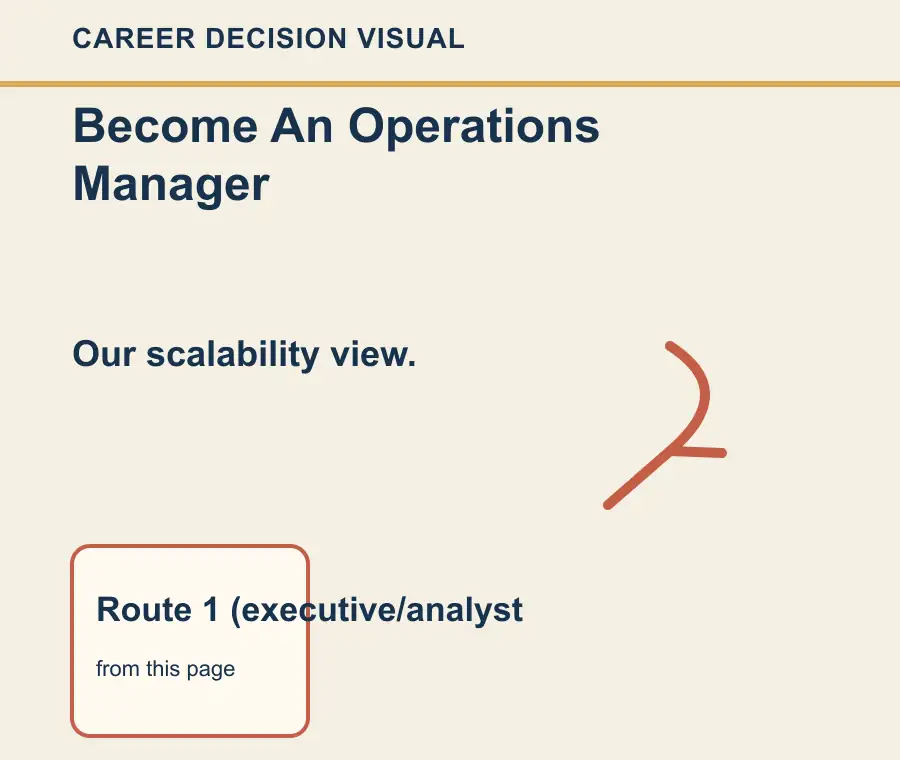 CAREER DECISION VISUAL
Become An Operations
Manager
Our scalability view.
Route 1 (executive/analyst
from this page